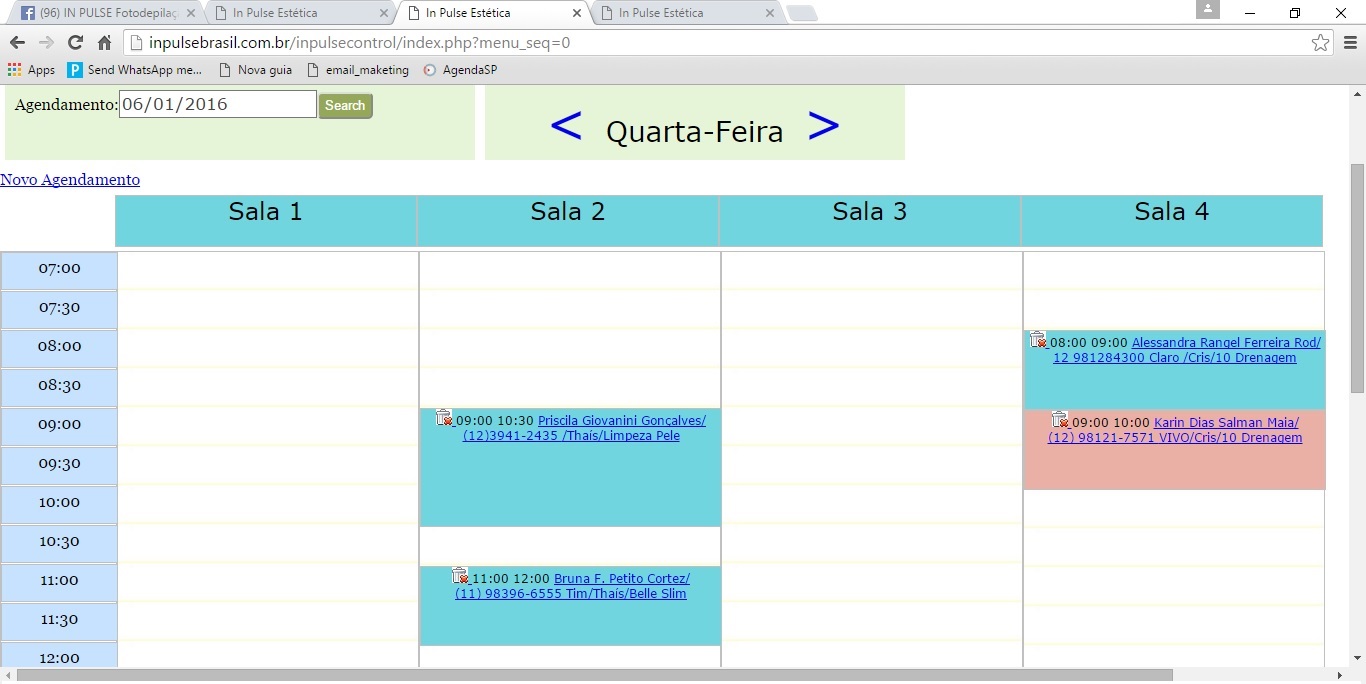 (96) IN PULSE Fotodepilaç
In Pulse Estética
In Pulse Estética
In Pulse Estética
inpulsebrasil.com.br/inpulsecontrol/index.php?menu_seq=0
Apps
Send WhatsApp me...
Nova guia
email_maketing
AgendaSP
Agendamento: 06/01/2016 Search
< Quarta-Feira >
Novo Agendamento
Sala 1 Sala 2 Sala 3 Sala 4
07:00
07:30
08:00
08:00 09:00 Alessandra Rangel Ferreira Rod/
12 981284300 Claro /Cris/10 Drenagem
08:30
09:00
09:00 10:30 Priscila Giovanini Gonçalves/
(12)3941-2435 /Thaís/Limpeza Pele
09:00 10:00 Karin Dias Salman Maia/
(12) 98121-7571 VIVO/Cris/10 Drenagem
09:30
10:00
10:30
11:00
11:00 12:00 Bruna F. Petito Cortez/
(11) 98396-6555 Tim/Thaís/Belle Slim
11:30
12:00